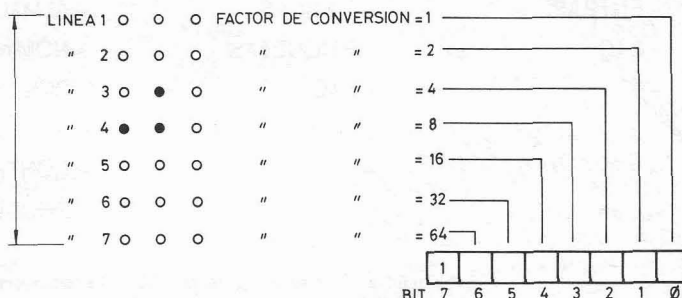 LINEA 1 FACTOR DE CONVERSION = 1
" 2 " " = 2
" 3 " " = 4
" 4 " " = 8
" 5 " " = 16
" 6 " " = 32
" 7 " " = 64
1
BIT 7 6 5 4 3 2 1 Ø